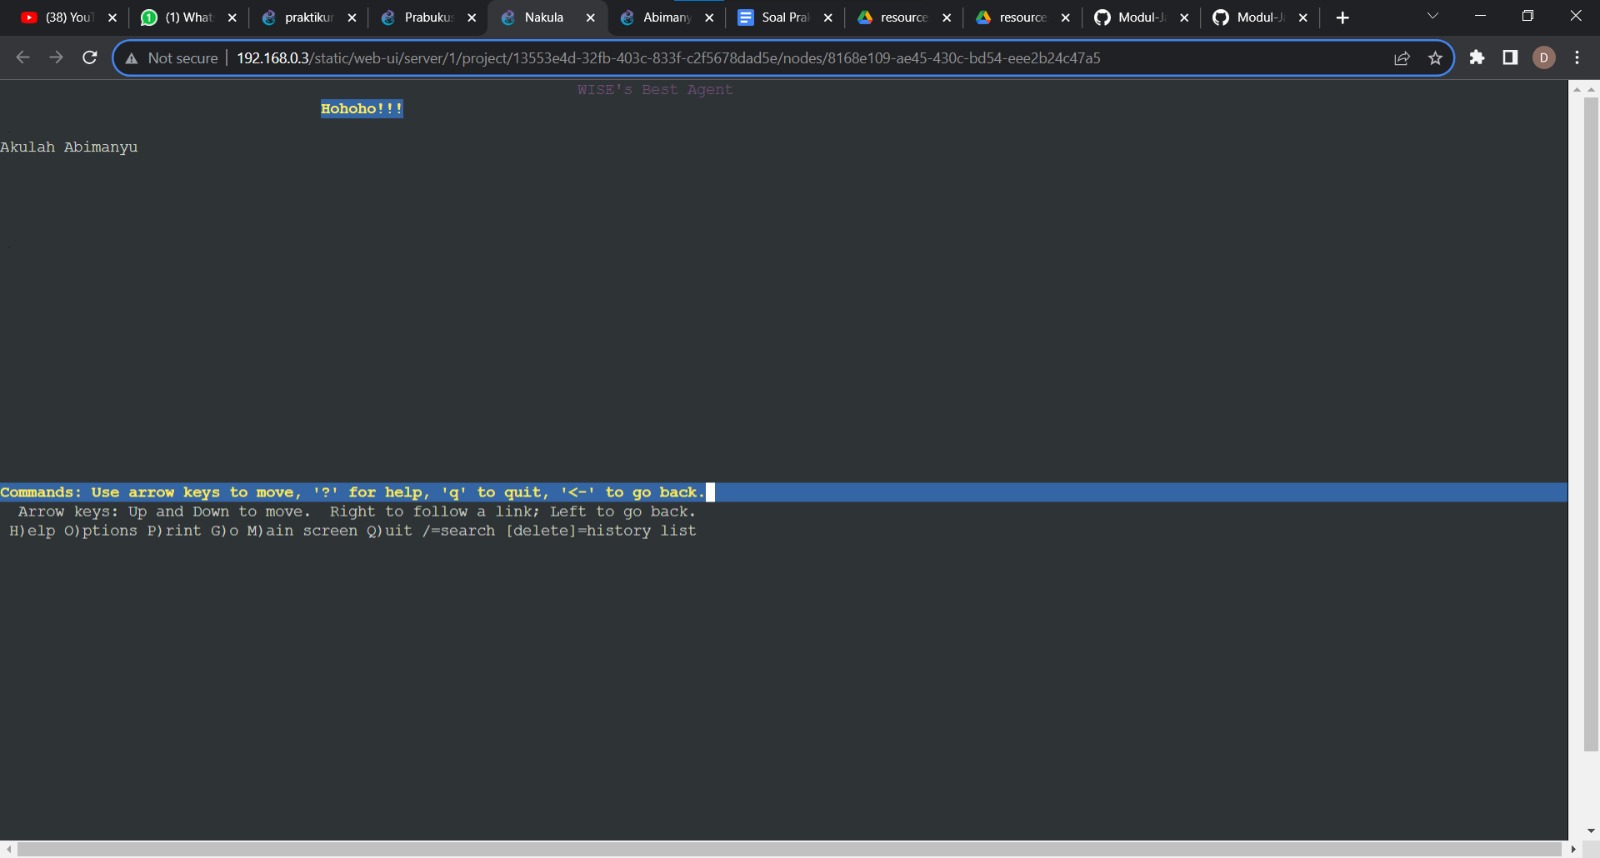 (38) YouT
(1) What
praktikur
Prabukus
Nakula
Abimany
Soal Pral
resource
resource
Modul-J
Modul-J
Not secure
192.168.0.3/static/web-ui/server/1/project/13553e4d-32fb-403c-833f-c2f5678dad5e/nodes/8168e109-ae45-430c-bd54-eee2b24c47a5
D
WISE's Best Agent
Hohoho!!!
Akulah Abimanyu
Commands: Use arrow keys to move, '?' for help, 'q' to quit, '<-' to go back.
Arrow keys: Up and Down to move.  Right to follow a link; Left to go back.
H)elp O)ptions P)rint G)o M)ain screen Q)uit /=search [delete]=history list